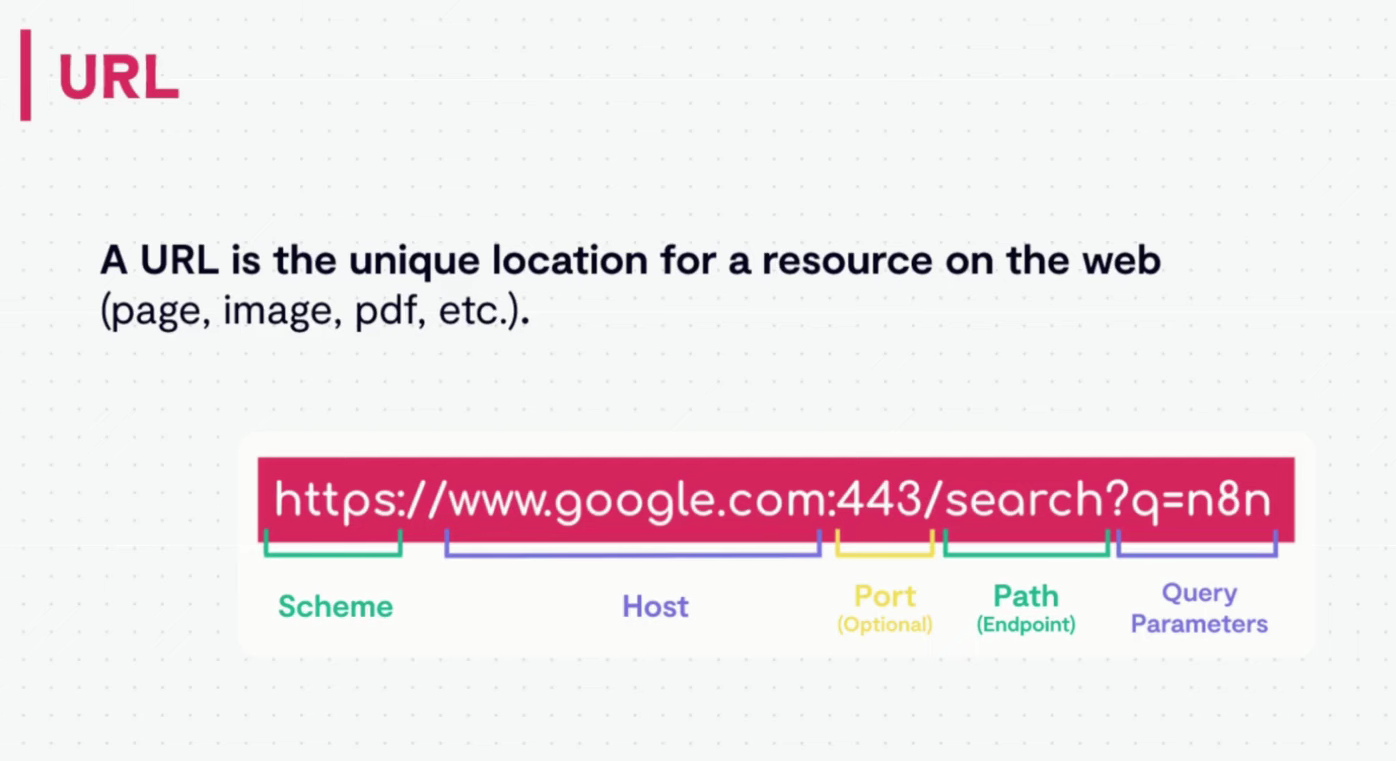 URL
A URL is the unique location for a resource on the web
(page, image, pdf, etc.).
https://www.google.com:443/search?q=n8n
Scheme
Host
Port
(Optional)
Path
(Endpoint)
Query
Parameters